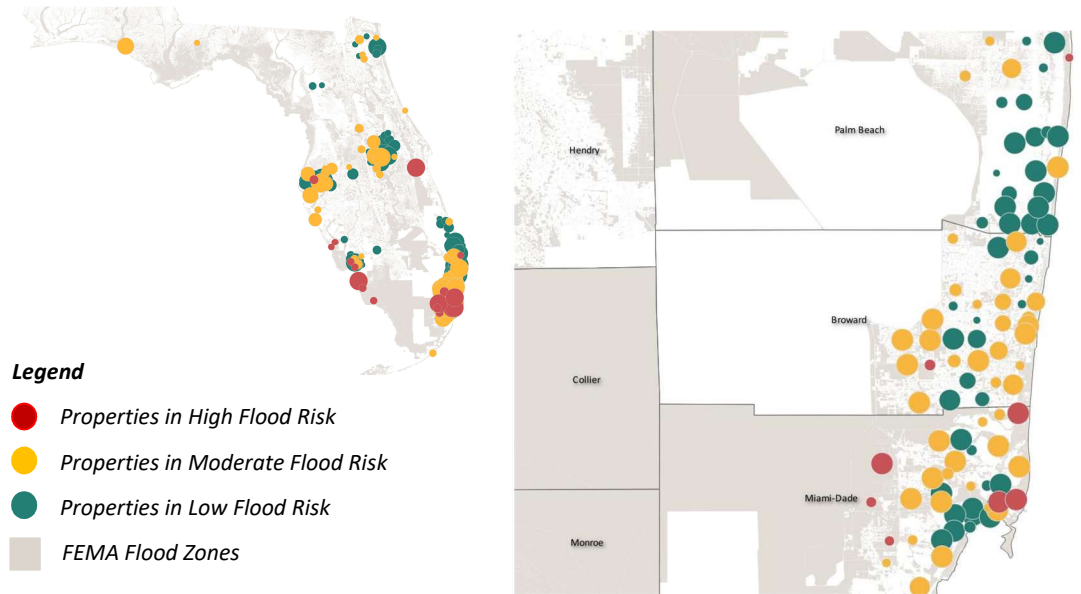 Legend
Properties in High Flood Risk
Properties in Moderate Flood Risk
Properties in Low Flood Risk
FEMA Flood Zones
Palm Beach
Hendry
Broward
Collier
Miami-Dade
Monroe